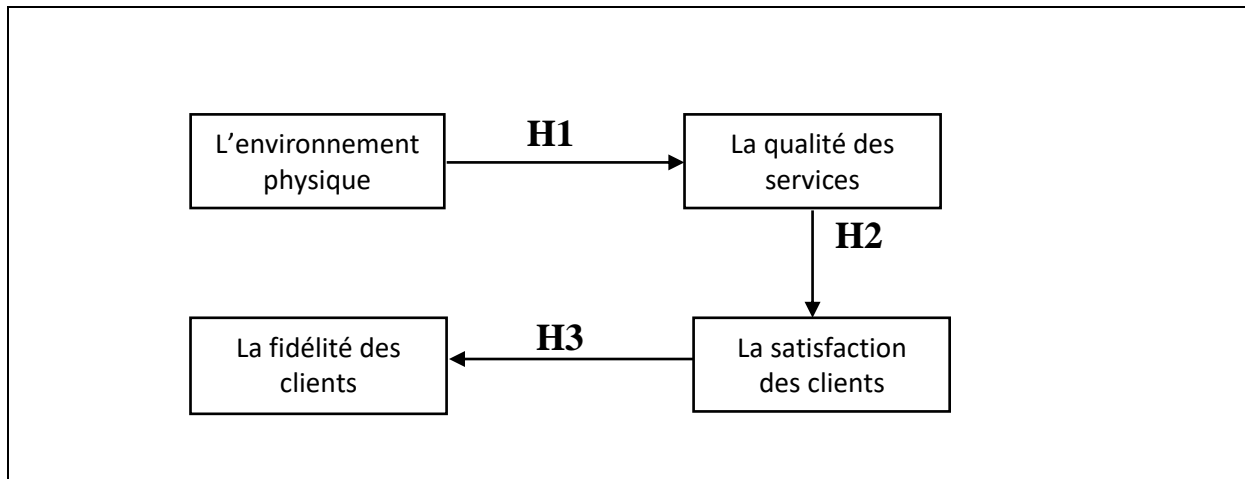 L’environnement
physique
H1
La qualité des
services
H2
La fidélité des
clients
H3
La satisfaction
des clients